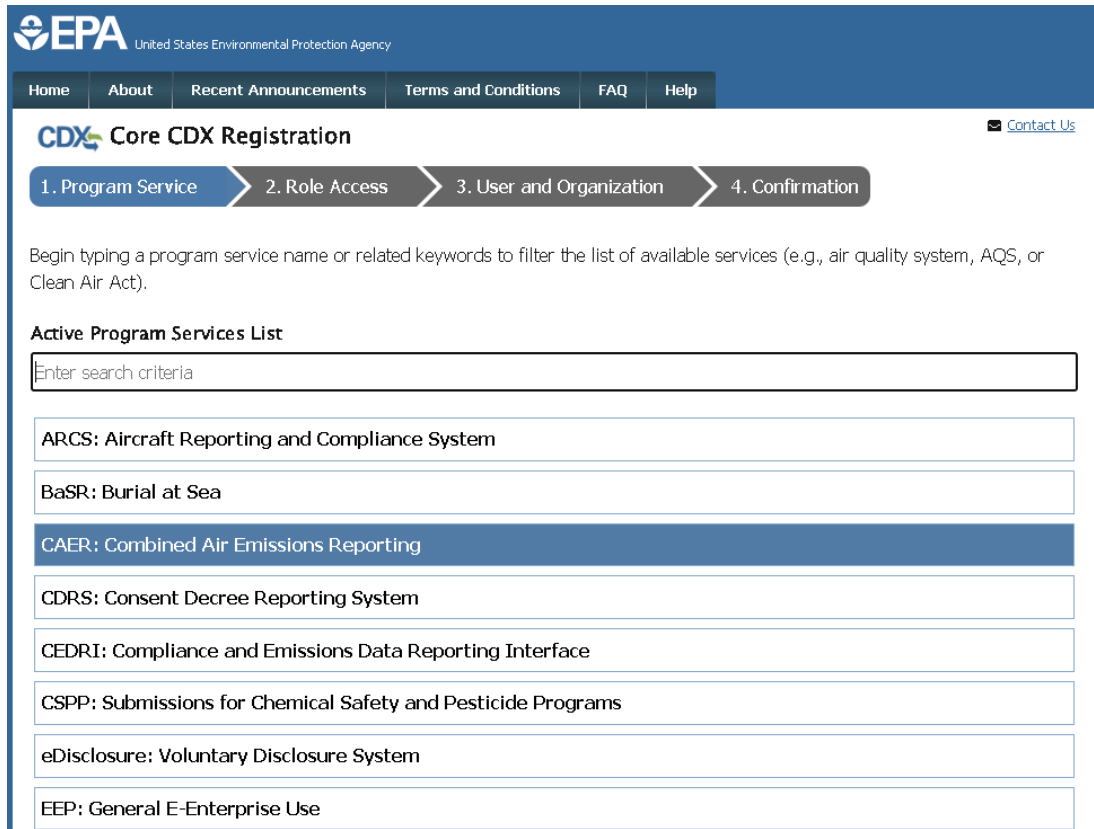 EPA United States Environmental Protection Agency
Home About Recent Announcements Terms and Conditions FAQ Help
CDX Core CDX Registration
Contact Us
1. Program Service 2. Role Access 3. User and Organization 4. Confirmation
Begin typing a program service name or related keywords to filter the list of available services (e.g., air quality system, AQS, or
Clean Air Act).
Active Program Services List
Enter search criteria
ARCS: Aircraft Reporting and Compliance System
BaSR: Burial at Sea
CAER: Combined Air Emissions Reporting
CDRS: Consent Decree Reporting System
CEDRI: Compliance and Emissions Data Reporting Interface
CSPP: Submissions for Chemical Safety and Pesticide Programs
eDisclosure: Voluntary Disclosure System
EEP: General E-Enterprise Use